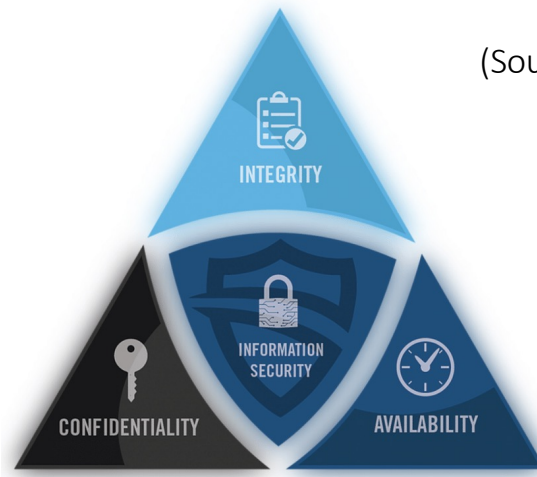 (Sou
INTEGRITY
INFORMATION
SECURITY
CONFIDENTIALITY
AVAILABILITY